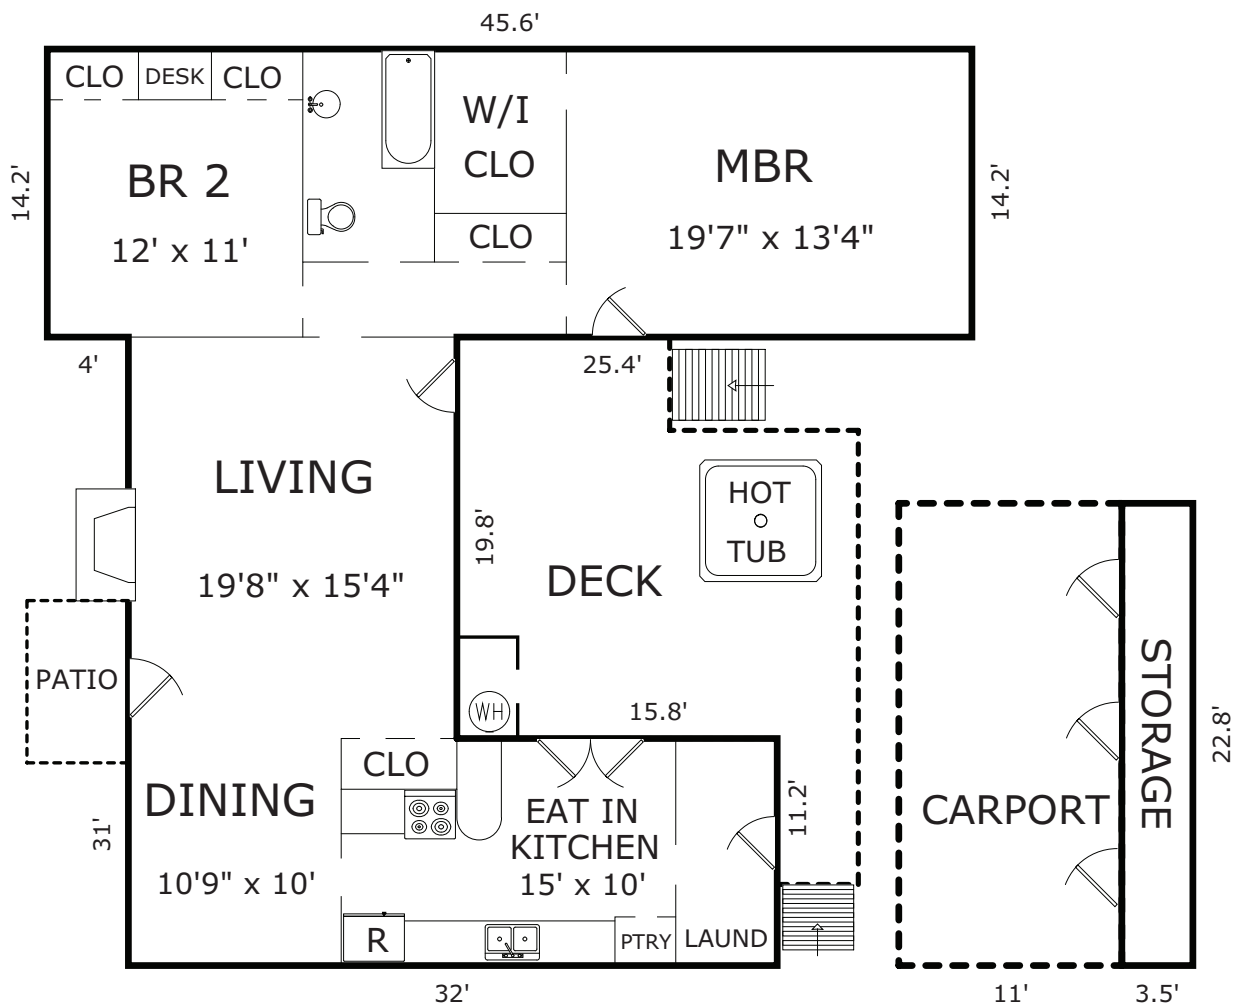 45.6'
CLO
DESK
CLO
W/I
CLO
BR 2
MBR
14.2'
14.2'
12' x 11'
CLO
19'7" x 13'4"
4'
25.4'
LIVING
HOT
TUB
19.8'
DECK
19'8" x 15'4"
PATIO
WH
15.8'
STORAGE
22.8'
CLO
DINING
EAT IN
KITCHEN
11.2'
CARPORT
31'
10'9" x 10'
15' x 10'
R
PTRY
LAUND
32'
11'
3.5'